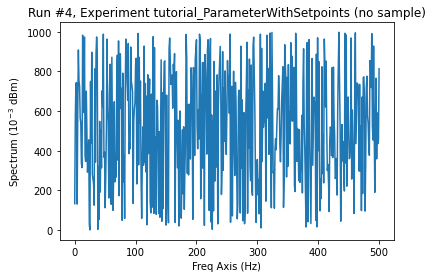 Run #4, Experiment tutorial_ParameterWithSetpoints (no sample)
1000
800
600
400
200
0
Spectrum (10⁻³ dBm)
0 100 200 300 400 500
Freq Axis (Hz)